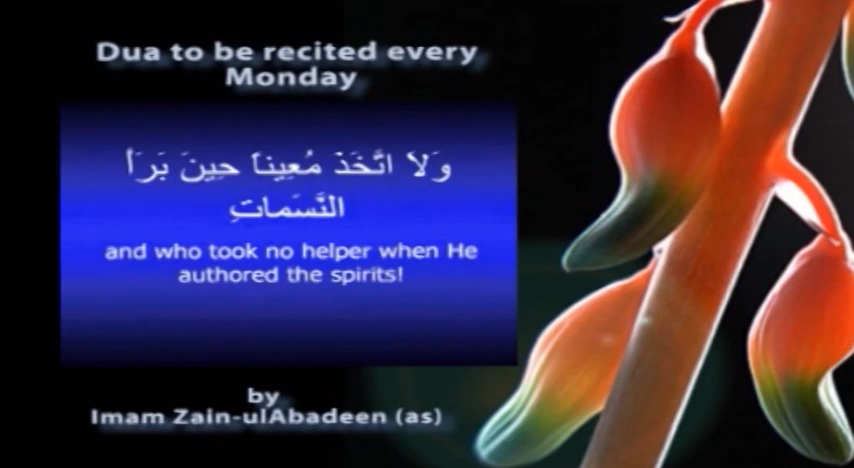 Dua to be recited every
Monday
وَلاَ اتَّخَذَ مُعِيناً حِينَ بَرَأَ
النَّسَماتِ
and who took no helper when He
authored the spirits!
by
Imam Zain-ulAbadeen (as)